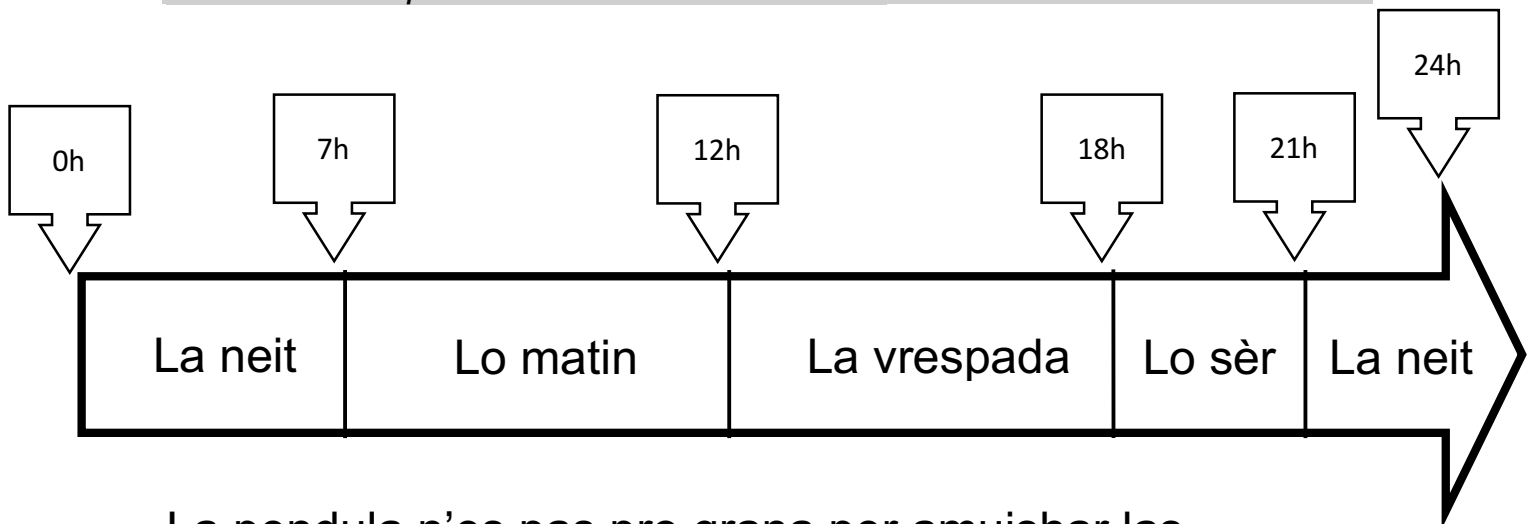 24h
0h
7h
12h
18h
21h
La neit
Lo matin
La vrespada
Lo sèr
La neit
La pendula n'es pas pro grana per amuishar las